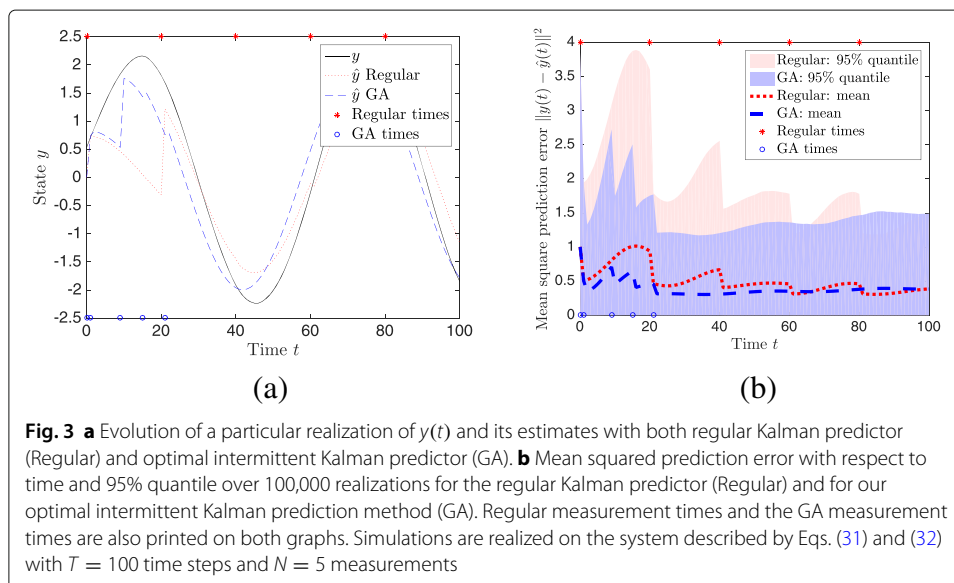 2.5
2
1.5
1
0.5
0
-0.5
-1
-1.5
-2
-2.5
State y
0 20 40 60 80 100
Time t
y
ŷ Regular
ŷ GA
Regular times
GA times
(a)
4
3.5
3
2.5
2
1.5
1
0.5
0
Mean square prediction error ‖y(t) − ŷ(t)‖²
0 20 40 60 80 100
Time t
Regular: 95% quantile
GA: 95% quantile
Regular: mean
GA: mean
Regular times
GA times
(b)
Fig. 3 a Evolution of a particular realization of y(t) and its estimates with both regular Kalman predictor
(Regular) and optimal intermittent Kalman predictor (GA). b Mean squared prediction error with respect to
time and 95% quantile over 100,000 realizations for the regular Kalman predictor (Regular) and for our
optimal intermittent Kalman prediction method (GA). Regular measurement times and the GA measurement
times are also printed on both graphs. Simulations are realized on the system described by Eqs. (31) and (32)
with T = 100 time steps and N = 5 measurements